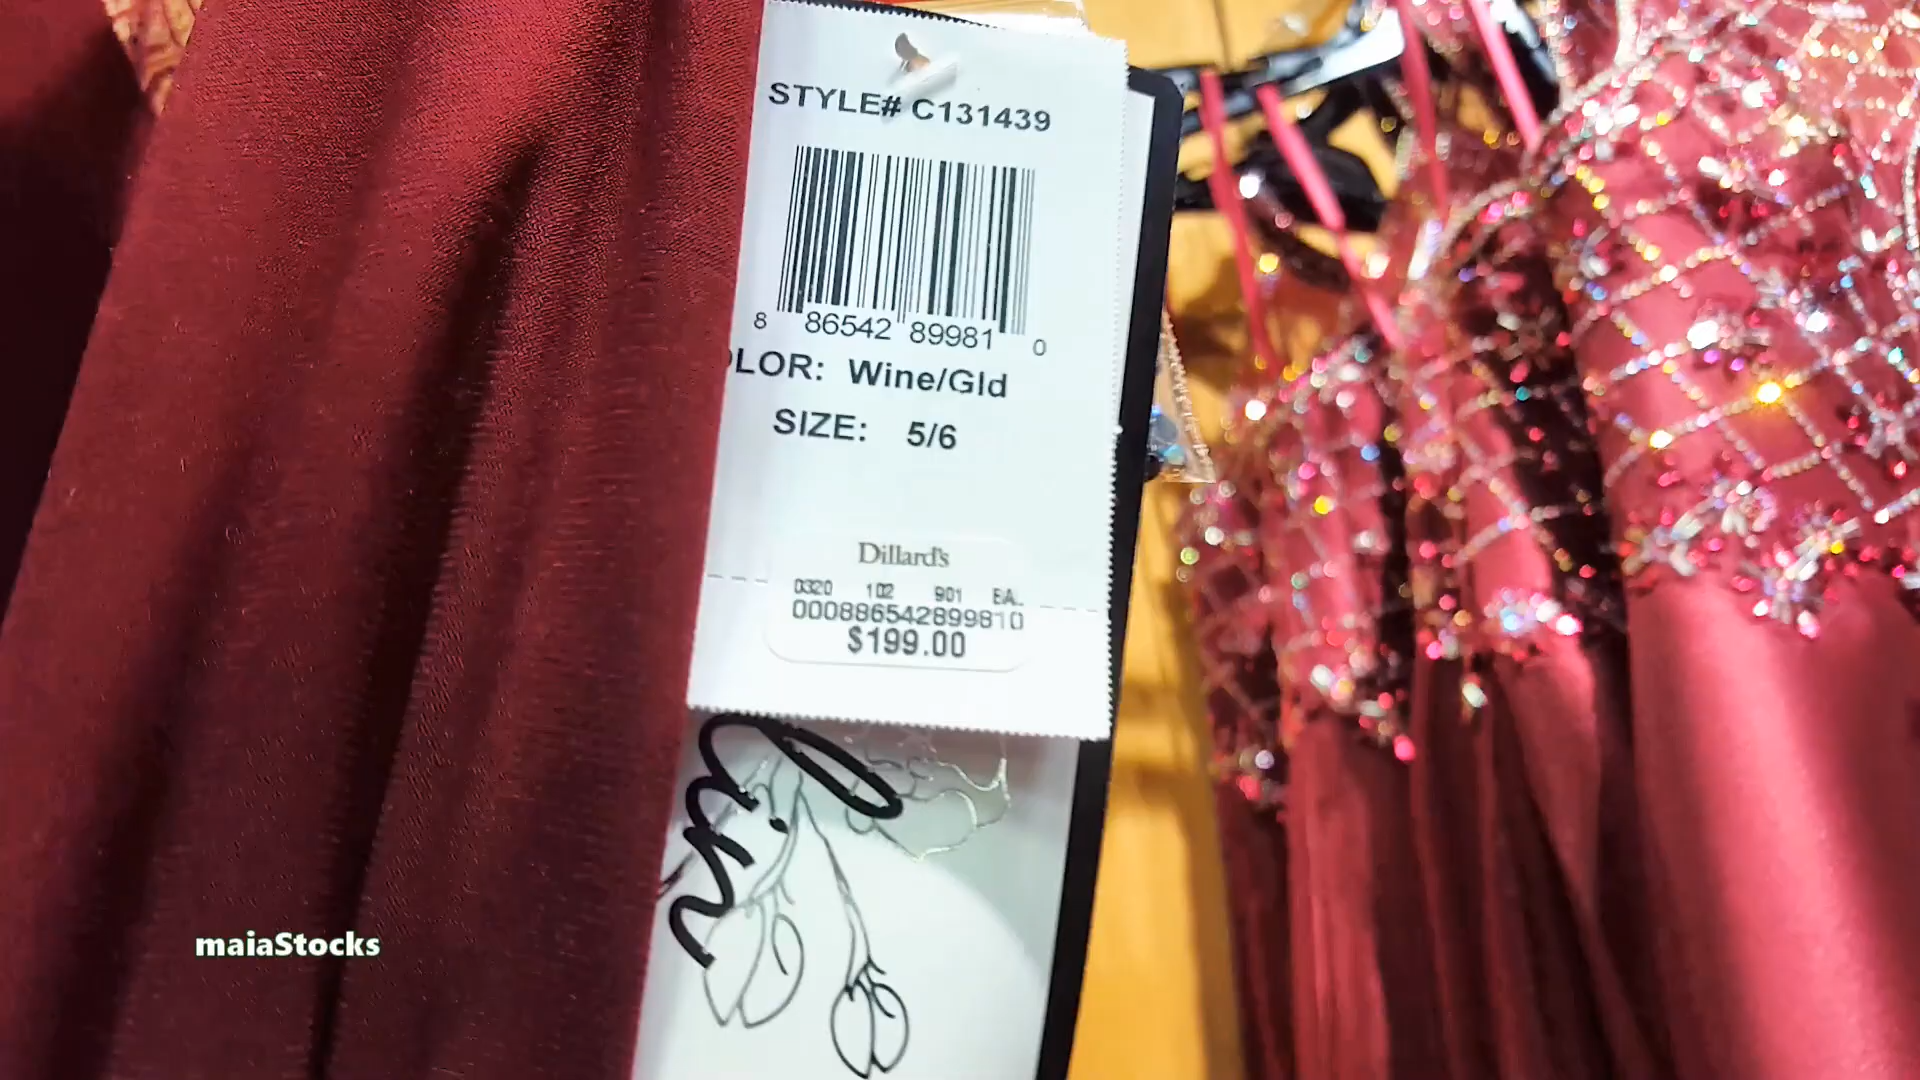 STYLE# C131439
8 86542 89981 0
LOR: Wine/Gld
SIZE: 5/6
Dillard's
0320 102 901 EA.
000886542899810
$199.00
lin
maiaStocks